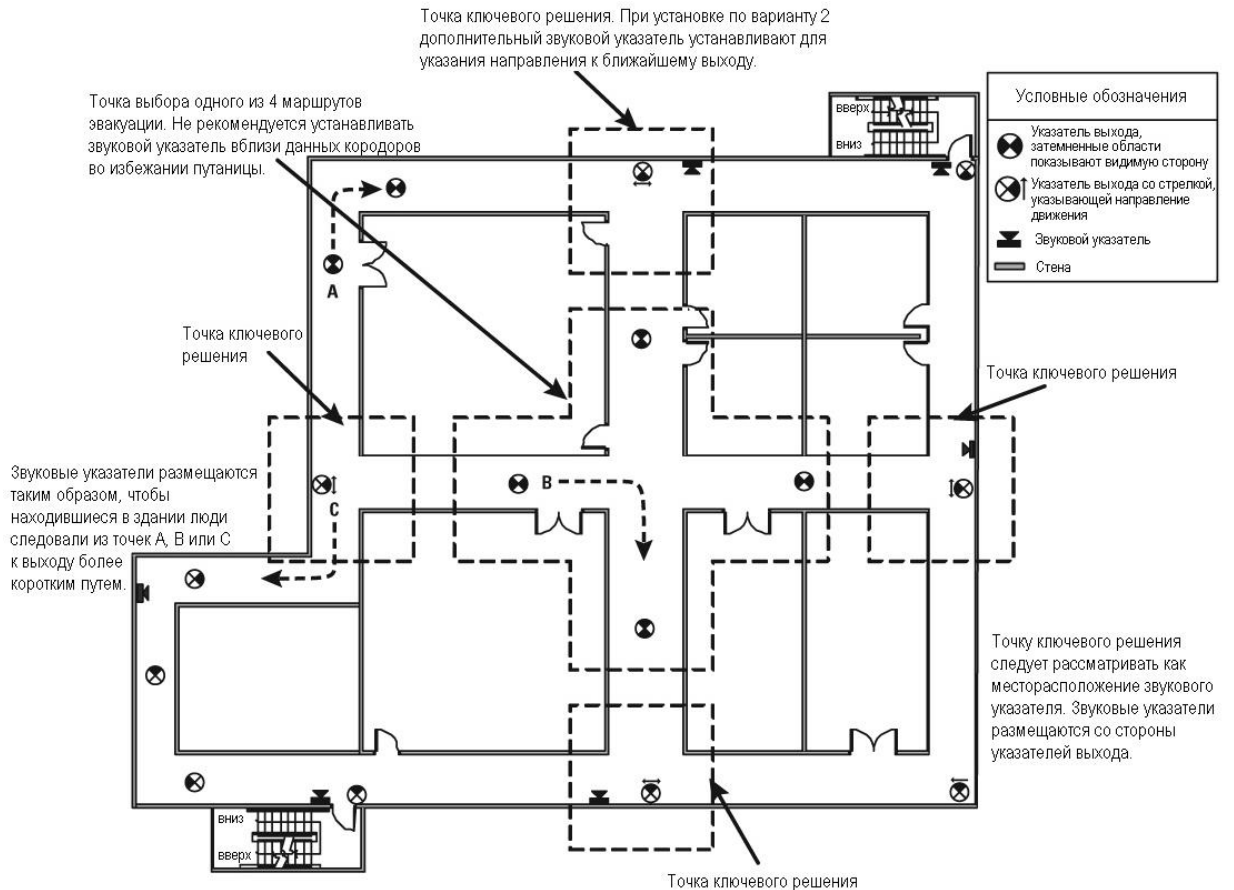 Точка ключевого решения. При установке по варианту 2
дополнительный звуковой указатель устанавливают для
указания направления к ближайшему выходу.
Точка выбора одного из 4 маршрутов
эвакуации. Не рекомендуется устанавливать
звуковой указатель вблизи данных кородоров
во избежании путаницы.
вверх
вниз
Условные обозначения
Указатель выхода,
затемненные области
показывают видимую сторону
Указатель выхода со стрелкой,
указывающей направление
движения
Звуковой указатель
Стена
A
Точка ключевого
решения
Точка ключевого решения
Звуковые указатели размещаются
таким образом, чтобы
находившиеся в здании люди
следовали из точек А, В или С
к выходу более
коротким путем.
B
C
Точку ключевого решения
следует рассматривать как
месторасположение звукового
указателя. Звуковые указатели
размещаются со стороны
указателей выхода.
вниз
вверх
Точка ключевого решения